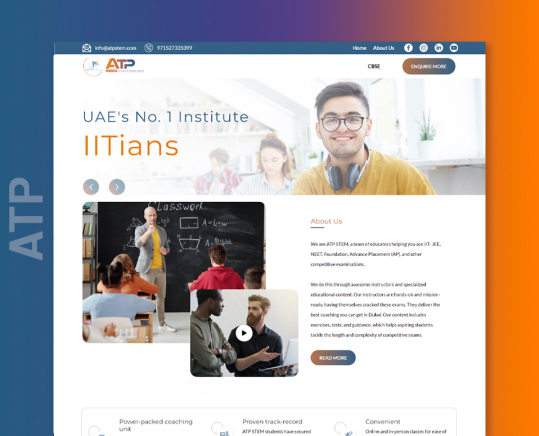 info@atpstem.com 971527335399 Home About Us
ATP
CBSE ENQUIRE MORE
UAE's No. 1 Institute
IITians
Classwork
ATP
About Us
We are ATP STEM, a team of educators helping you ace IIT- JEE,
NEET, Foundation, Advance Placement (AP), and other
competitive examinations.
We do this through awesome instructors and specialized
educational content. Our instructors are hands-on and mission-
ready, having themselves cracked these exams. They deliver the
best coaching you can get in Dubai. Our content includes
exercises, tests, and guidance, which helps aspiring students
tackle the length and complexity of competitive exams.
READ MORE
Power-packed coaching
unit
Proven track-record
ATP STEM students have secured
Convenient
Online and in-person classes for ease of